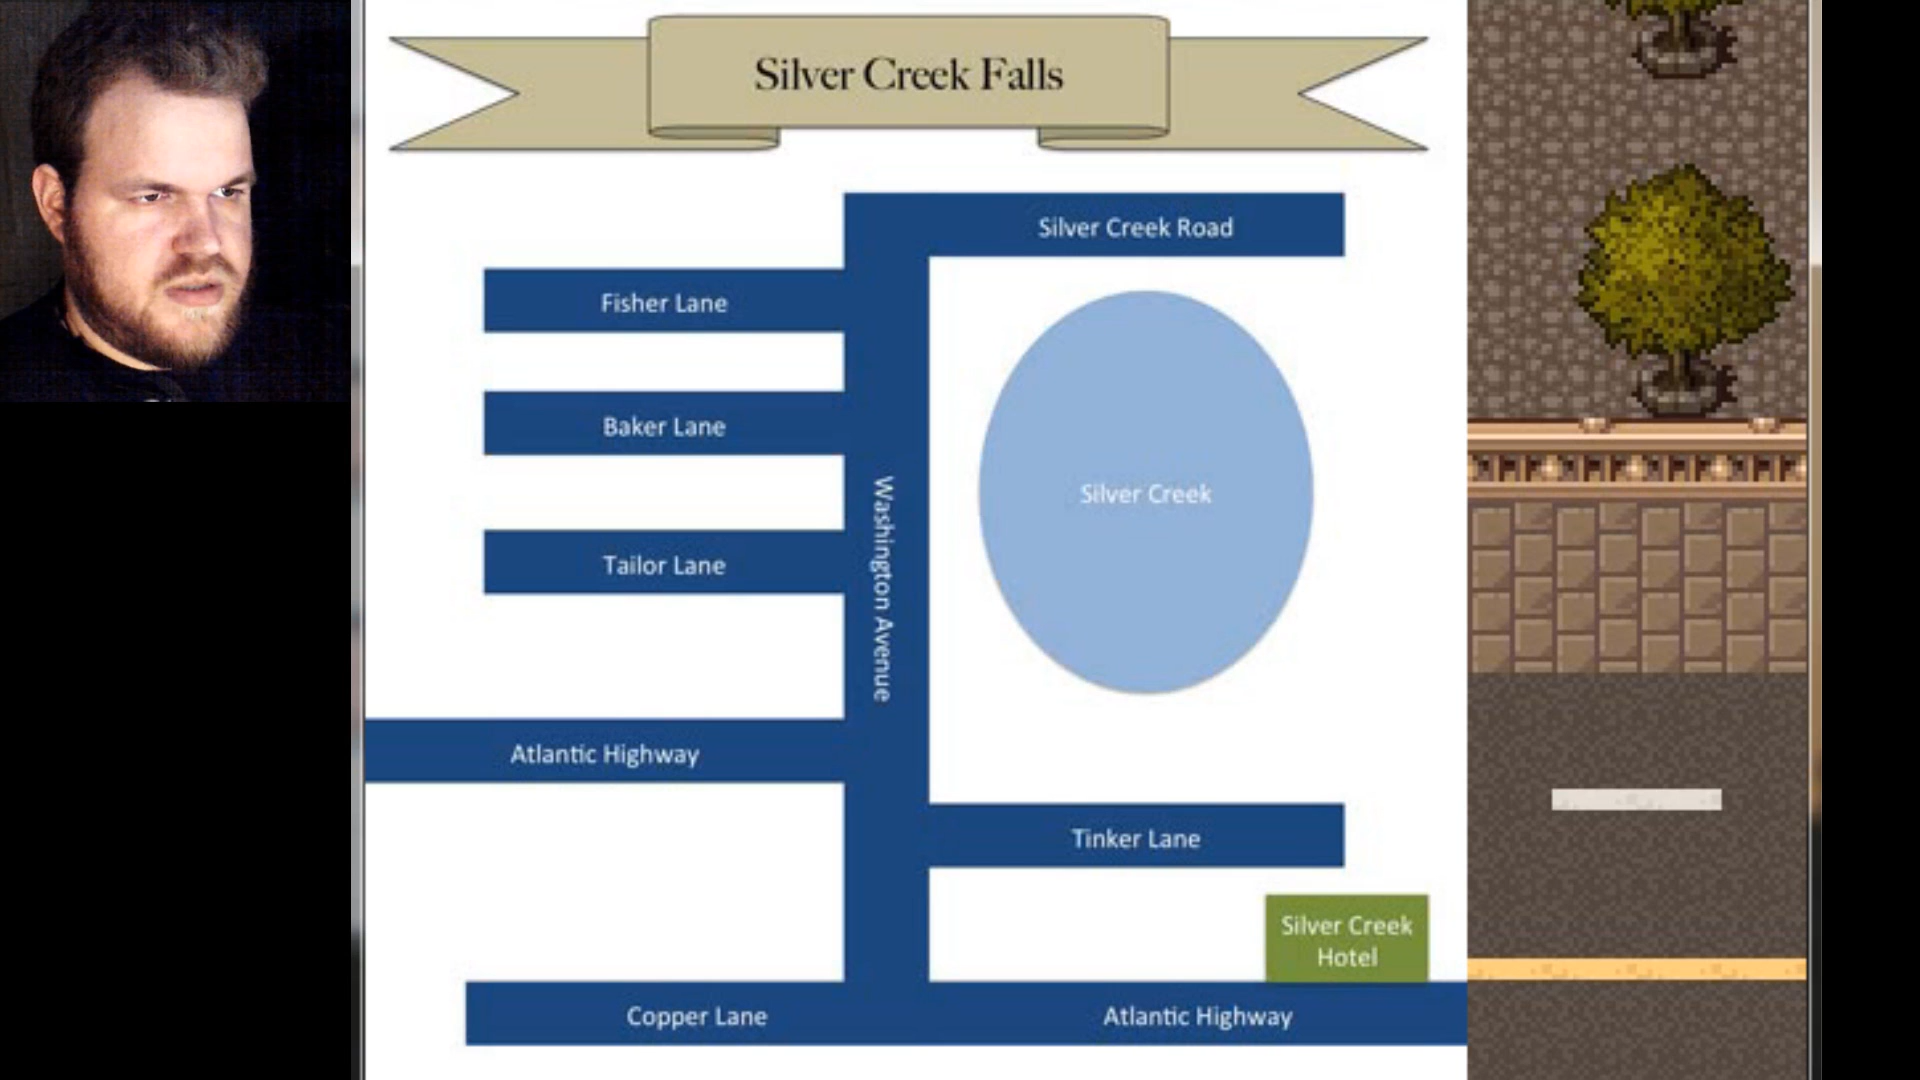 Silver Creek Falls
Silver Creek Road
Fisher Lane
Baker Lane
Washington Avenue
Silver Creek
Tailor Lane
Atlantic Highway
Tinker Lane
Silver Creek
Hotel
Copper Lane
Atlantic Highway